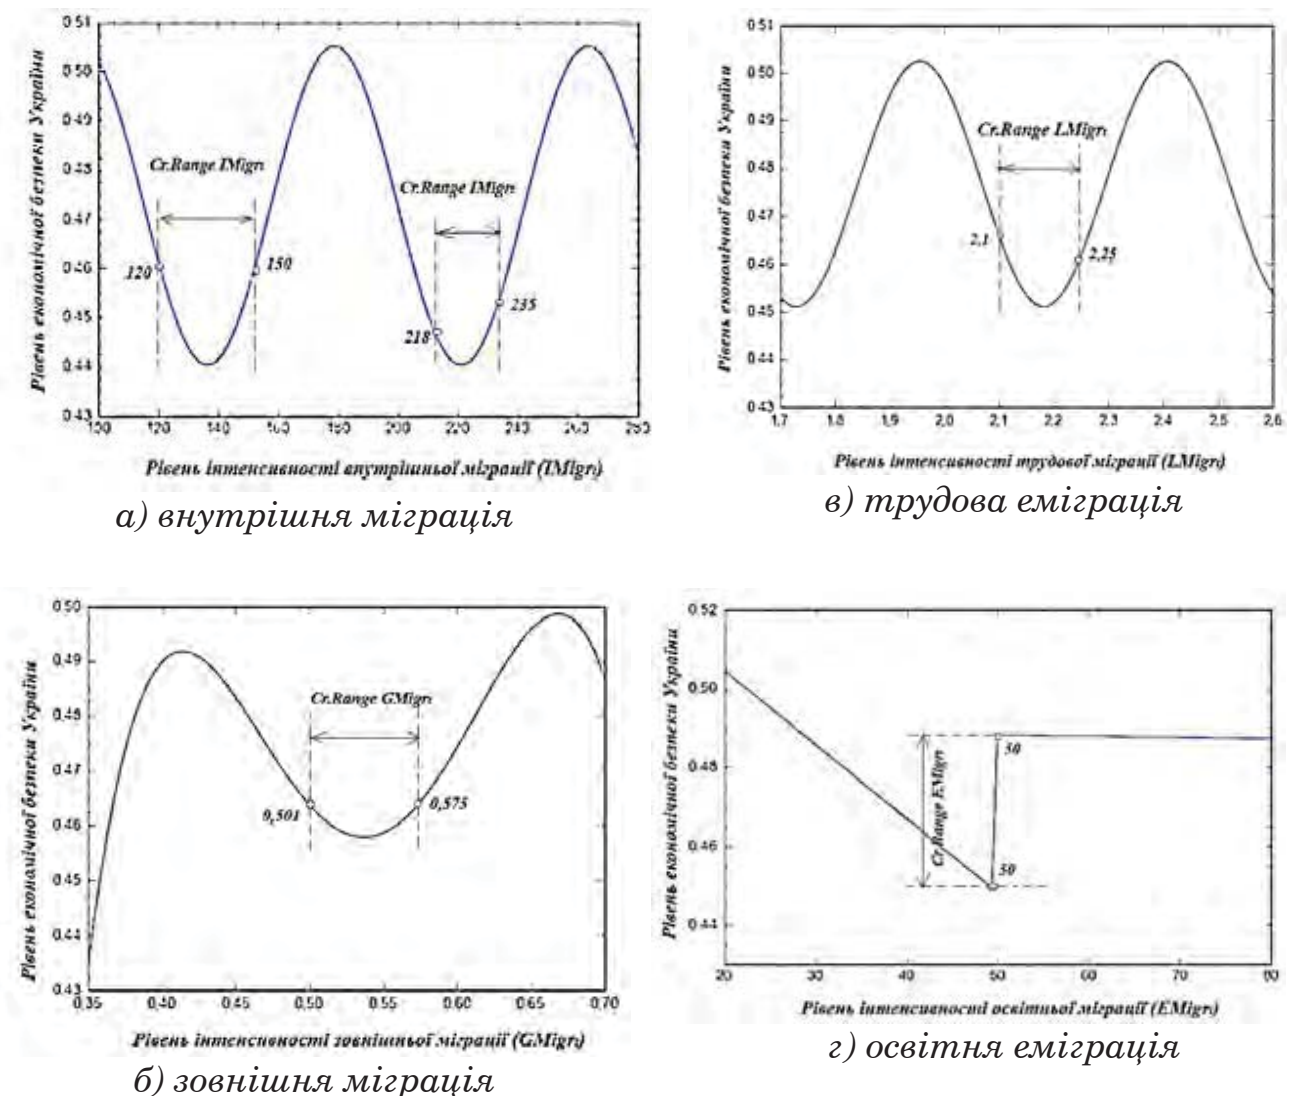 0.51
0.50
0.49
0.48
0.47
0.46
0.45
0.44
0.43
Рівень економічної безпеки України
Cr.Range IMigrt
Cr.Range IMigrt
120
150
218
235
100 120 140 160 180 200 220 240 260 280
Рівень інтенсивності внутрішньої міграції (IMigrt)
а) внутрішня міграція
0.51
0.50
0.49
0.48
0.47
0.46
0.45
0.44
0.43
Рівень економічної безпеки України
Cr.Range LMigrt
2,1
2,25
1,7 1,8 1,9 2,0 2,1 2,2 2,3 2,4 2,5 2,6
Рівень інтенсивності трудової міграції (LMigrt)
в) трудова еміграція
0.50
0.49
0.48
0.47
0.46
0.45
0.44
0.43
Рівень економічної безпеки України
Cr.Range GMigrt
0,501
0,575
0.35 0.40 0.45 0.50 0.55 0.60 0.65 0.70
Рівень інтенсивності зовнішньої міграції (GMigrt)
б) зовнішня міграція
0.52
0.50
0.48
0.46
0.44
Рівень економічної безпеки України
Cr.Range EMigrt
50
50
20 30 40 50 60 70 80
Рівень інтенсивності освітньої міграції (EMigrt)
г) освітня еміграція